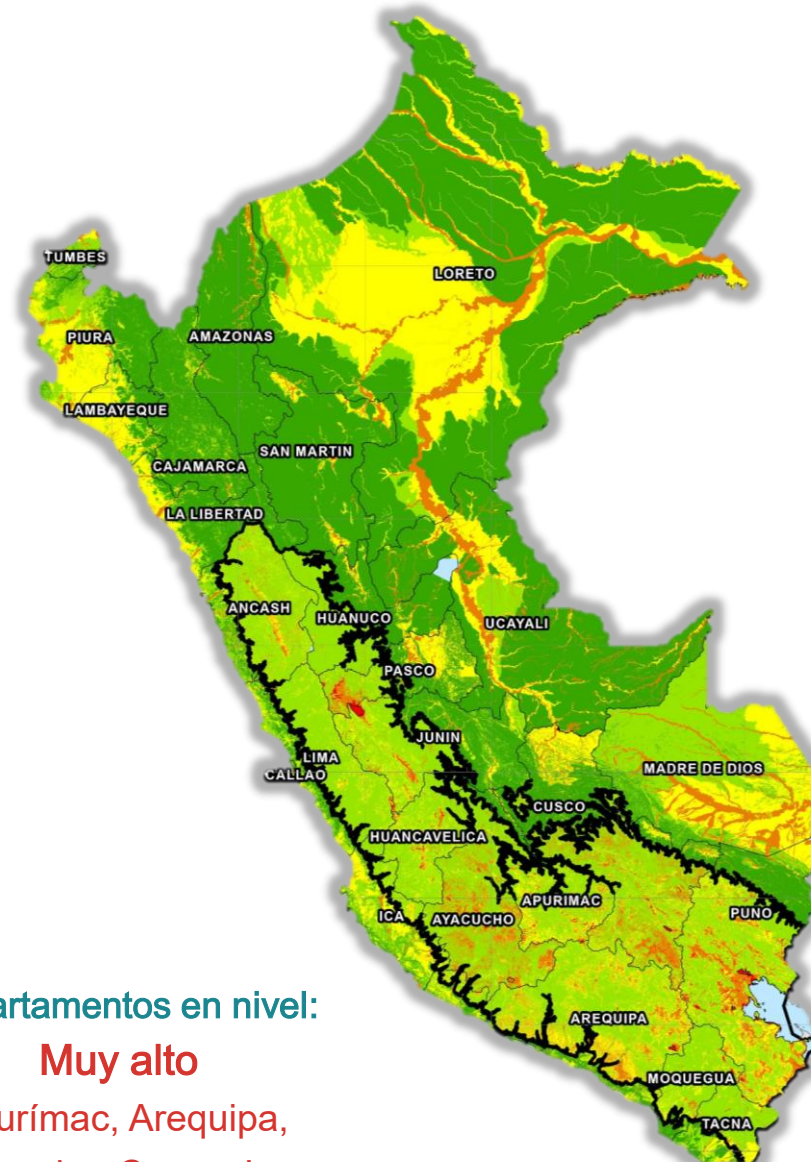 TUMBES
LORETO
PIURA
AMAZONAS
LAMBAYEQUE
SAN MARTIN
CAJAMARCA
LA LIBERTAD
ANCASH
HUANUCO
UCAYALI
PASCO
JUNIN
LIMA
MADRE DE DIOS
CALLAO
CUSCO
HUANCAVELICA
APURIMAC
PUNO
ICA
AYACUCHO
artamentos en nivel:
AREQUIPA
Muy alto
MOQUEGUA
urímac, Arequipa,
TACNA